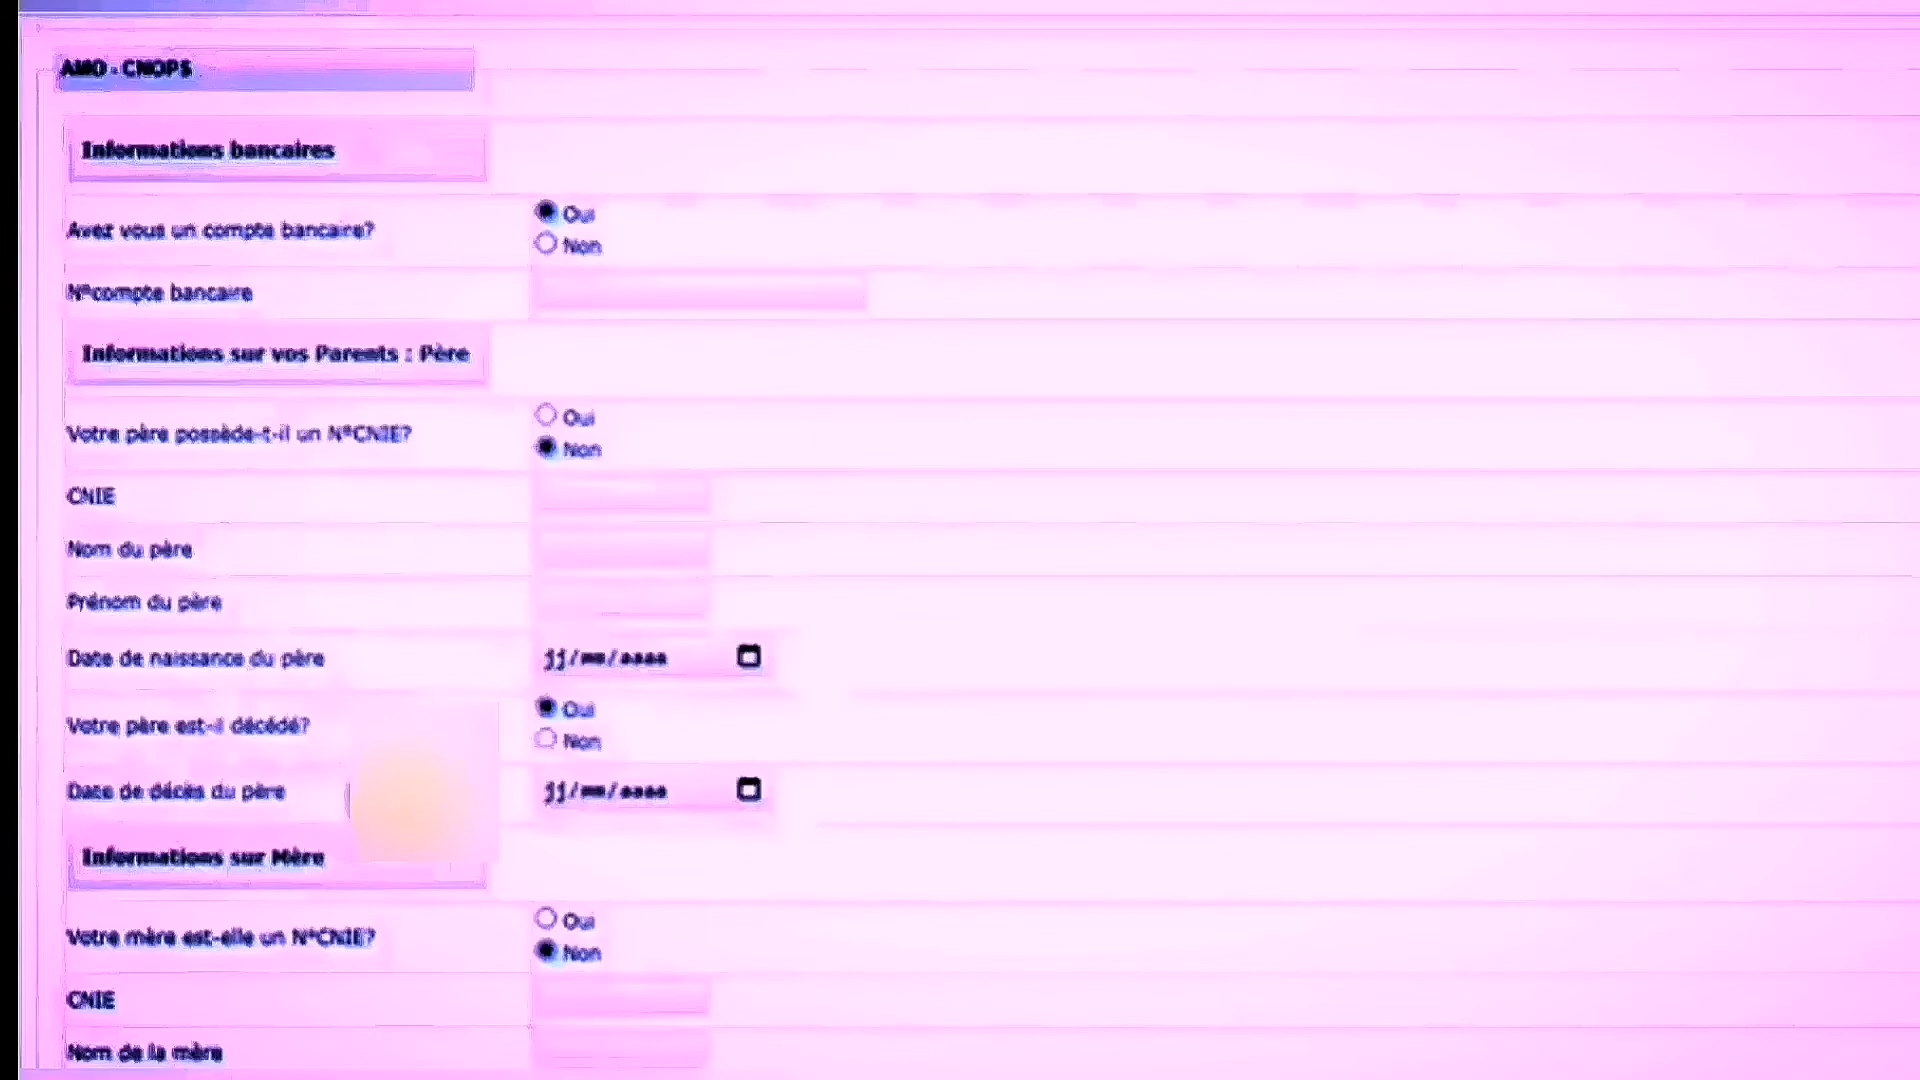 AMO - CNOPS
Informations bancaires
Avez vous un compte bancaire?
Oui
Non
N°compte bancaire
Informations sur vos Parents : Père
Votre père possède-t-il un N°CNIE?
Oui
Non
CNIE
Nom du père
Prénom du père
Date de naissance du père
jj/mm/aaaa
Votre père est-il décédé?
Oui
Non
Date de décès du père
jj/mm/aaaa
Informations sur Mère
Votre mère est-elle un N°CNIE?
Oui
Non
CNIE
Nom de la mère